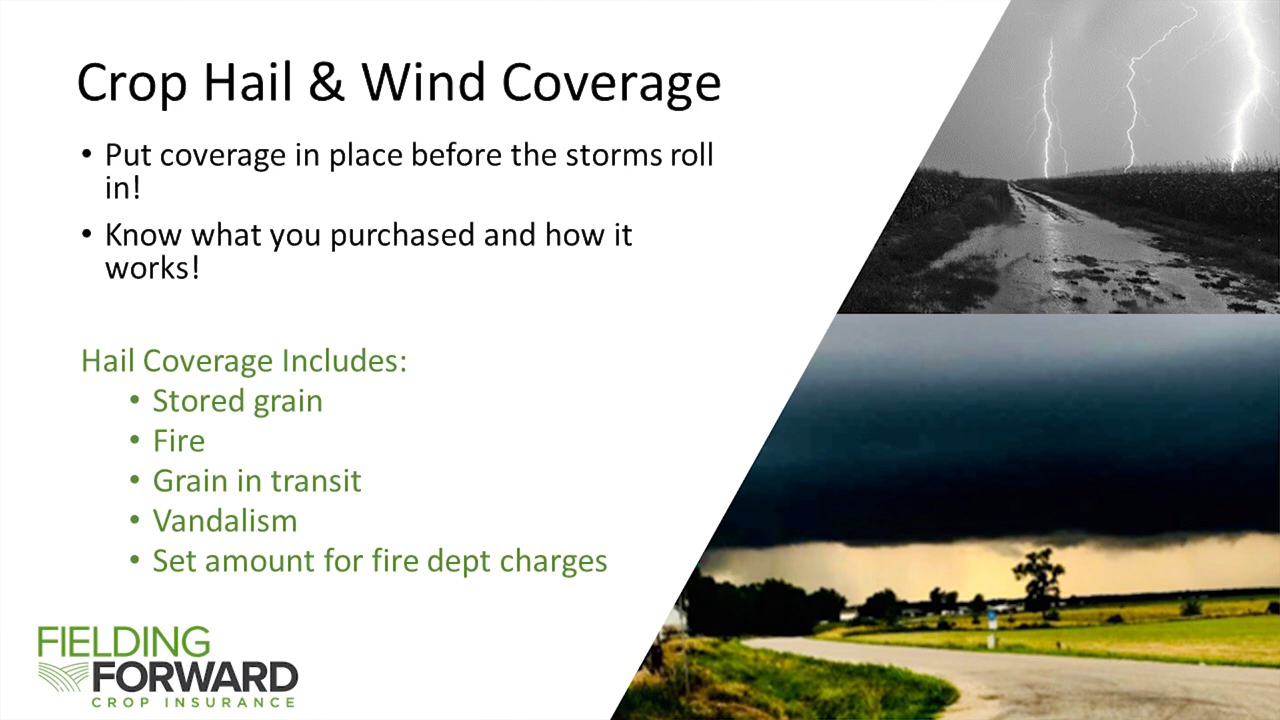 Crop Hail & Wind Coverage
• Put coverage in place before the storms roll
in!
• Know what you purchased and how it
works!
Hail Coverage Includes:
• Stored grain
• Fire
• Grain in transit
• Vandalism
• Set amount for fire dept charges
FIELDING
FORWARD
CROP INSURANCE